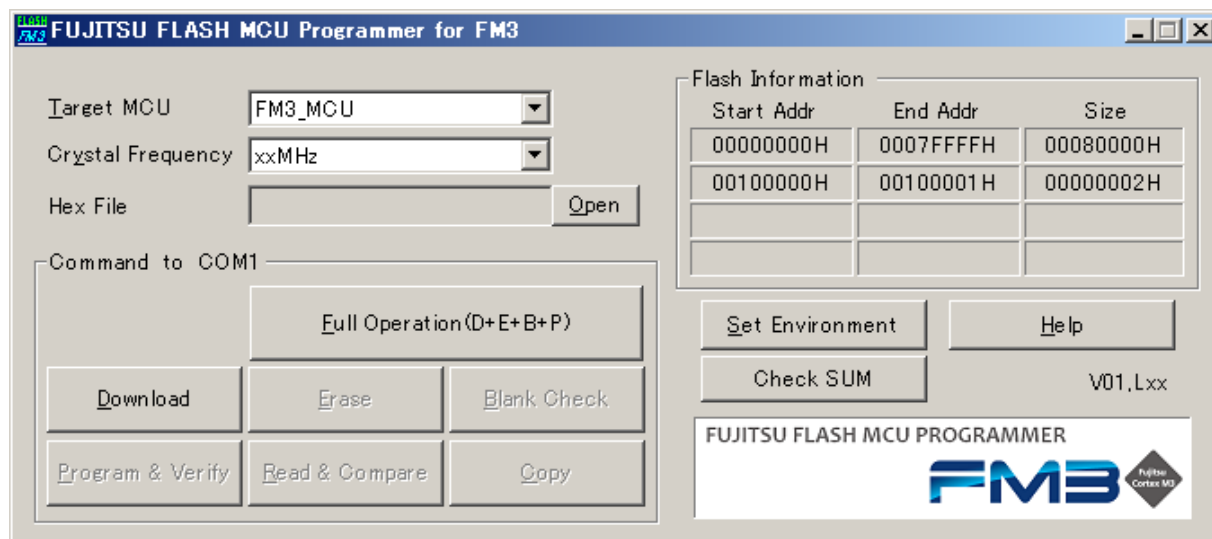 FLASH
FM3
FUJITSU FLASH MCU Programmer for FM3
Target MCU
FM3_MCU
Crystal Frequency
xxMHz
Hex File
Open
Command to COM1
Full Operation(D+E+B+P)
Download
Erase
Blank Check
Program & Verify
Read & Compare
Copy
Flash Information
Start Addr End Addr Size
00000000H 0007FFFFH 00080000H
00100000H 00100001H 00000002H
Set Environment
Help
Check SUM
V01,Lxx
FUJITSU FLASH MCU PROGRAMMER
FM3
Fujitsu
Cortex M3